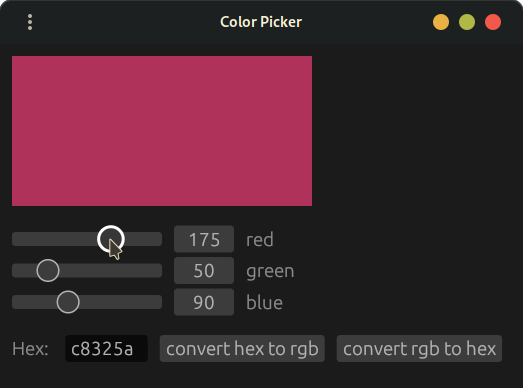 Color Picker
175 red
50 green
90 blue
Hex: c8325a convert hex to rgb convert rgb to hex